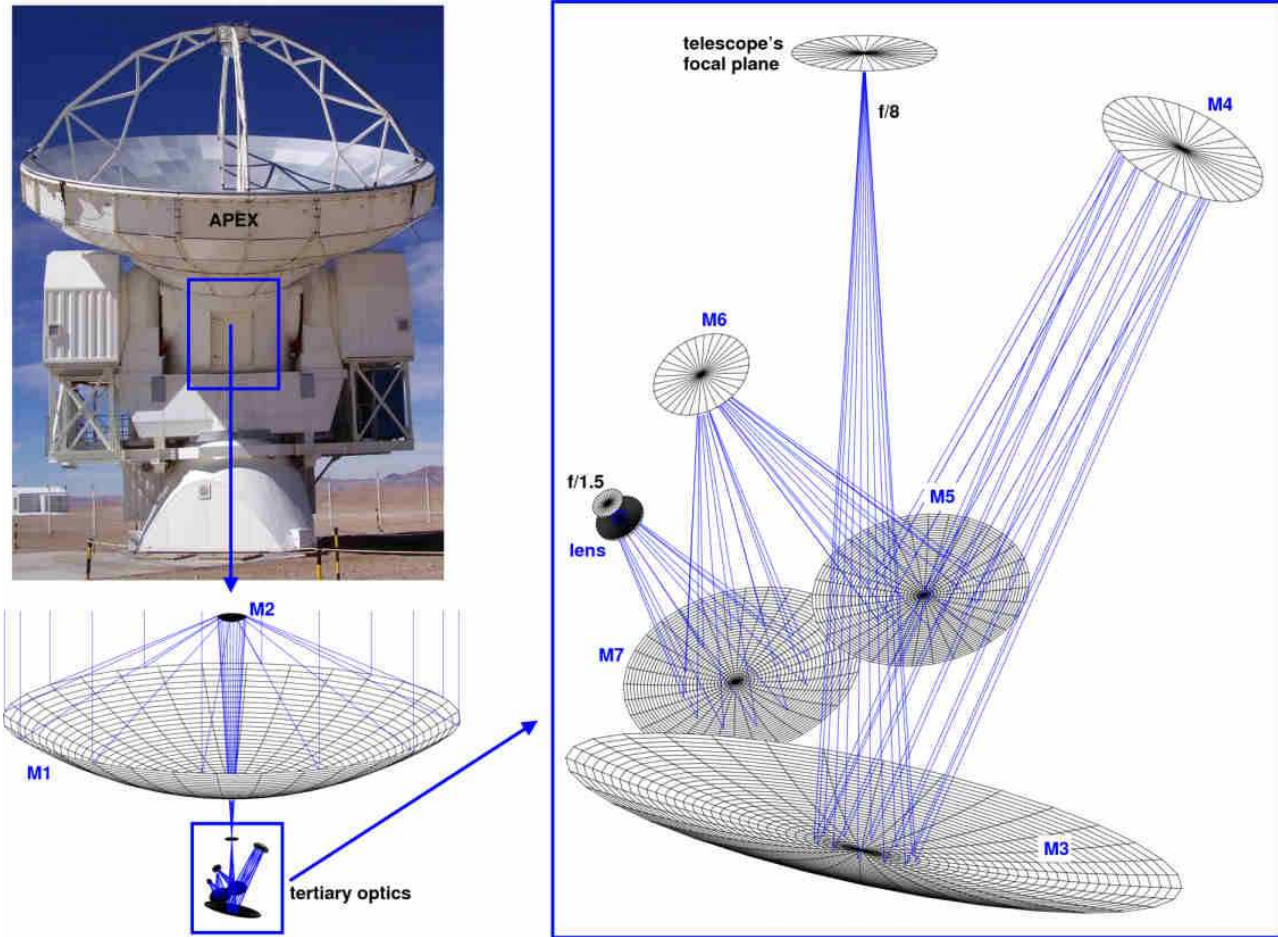 APEX
M2
M1
tertiary optics
telescope's
focal plane
f/8
M4
M6
f/1.5
lens
M5
M7
M3